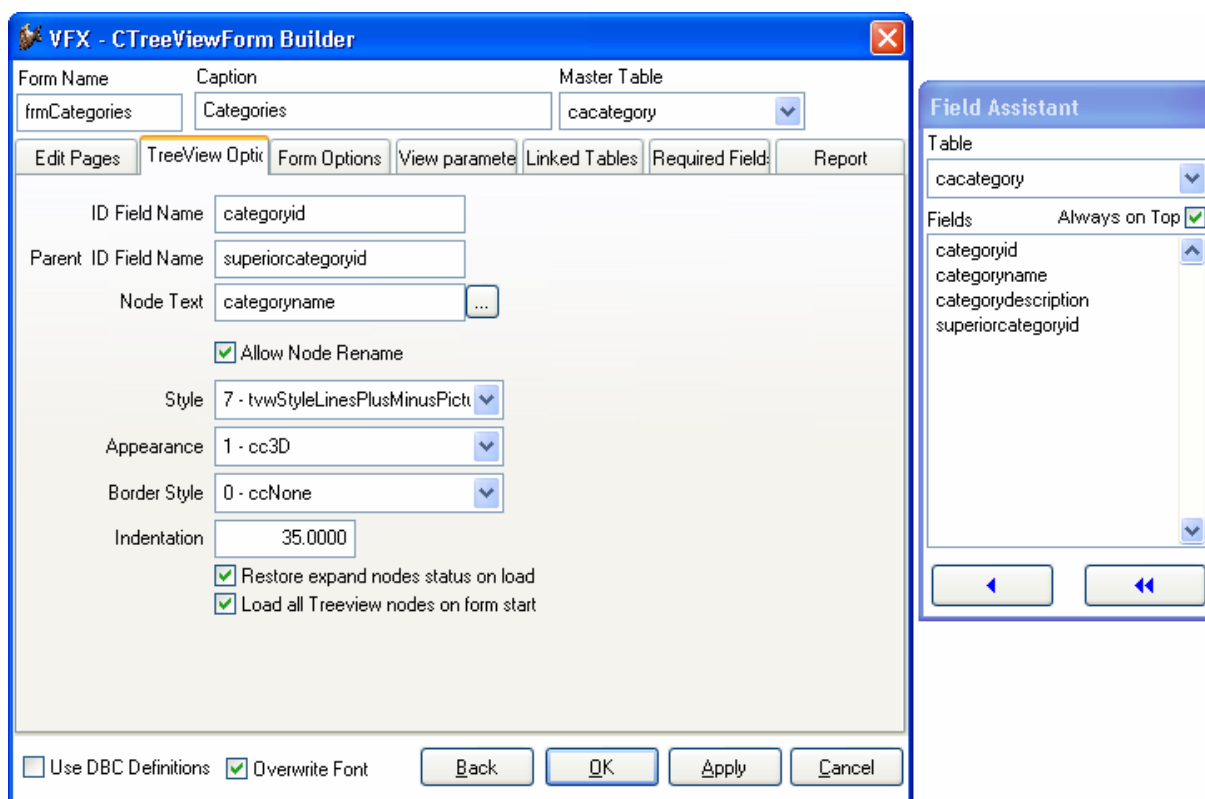 VFX - CTreeViewForm Builder
Form Name Caption Master Table
frmCategories Categories cacategory
Edit Pages TreeView Optic Form Options View paramete Linked Tables Required Field: Report
ID Field Name categoryid
Parent ID Field Name superiorcategoryid
Node Text categoryname ...
Allow Node Rename
Style 7 - tvwStyleLinesPlusMinusPictu
Appearance 1 - cc3D
Border Style 0 - ccNone
Indentation 35.0000
Restore expand nodes status on load
Load all Treeview nodes on form start
Use DBC Definitions Overwrite Font Back OK Apply Cancel
Field Assistant
Table
cacategory
Fields Always on Top
categoryid
categoryname
categorydescription
superiorcategoryid